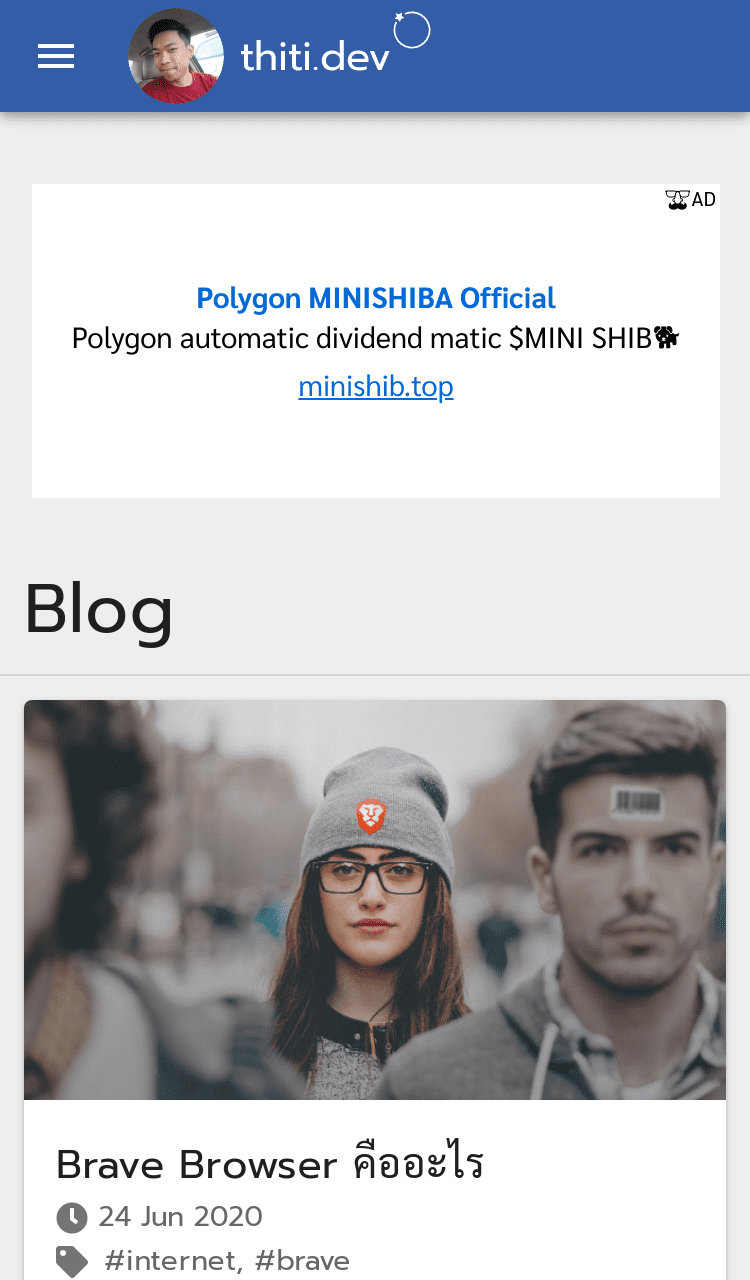 thiti.dev
AD
Polygon MINISHIBA Official
Polygon automatic dividend matic $MINI SHIB🐕
minishib.top
Blog
Brave Browser คืออะไร
24 Jun 2020
#internet, #brave